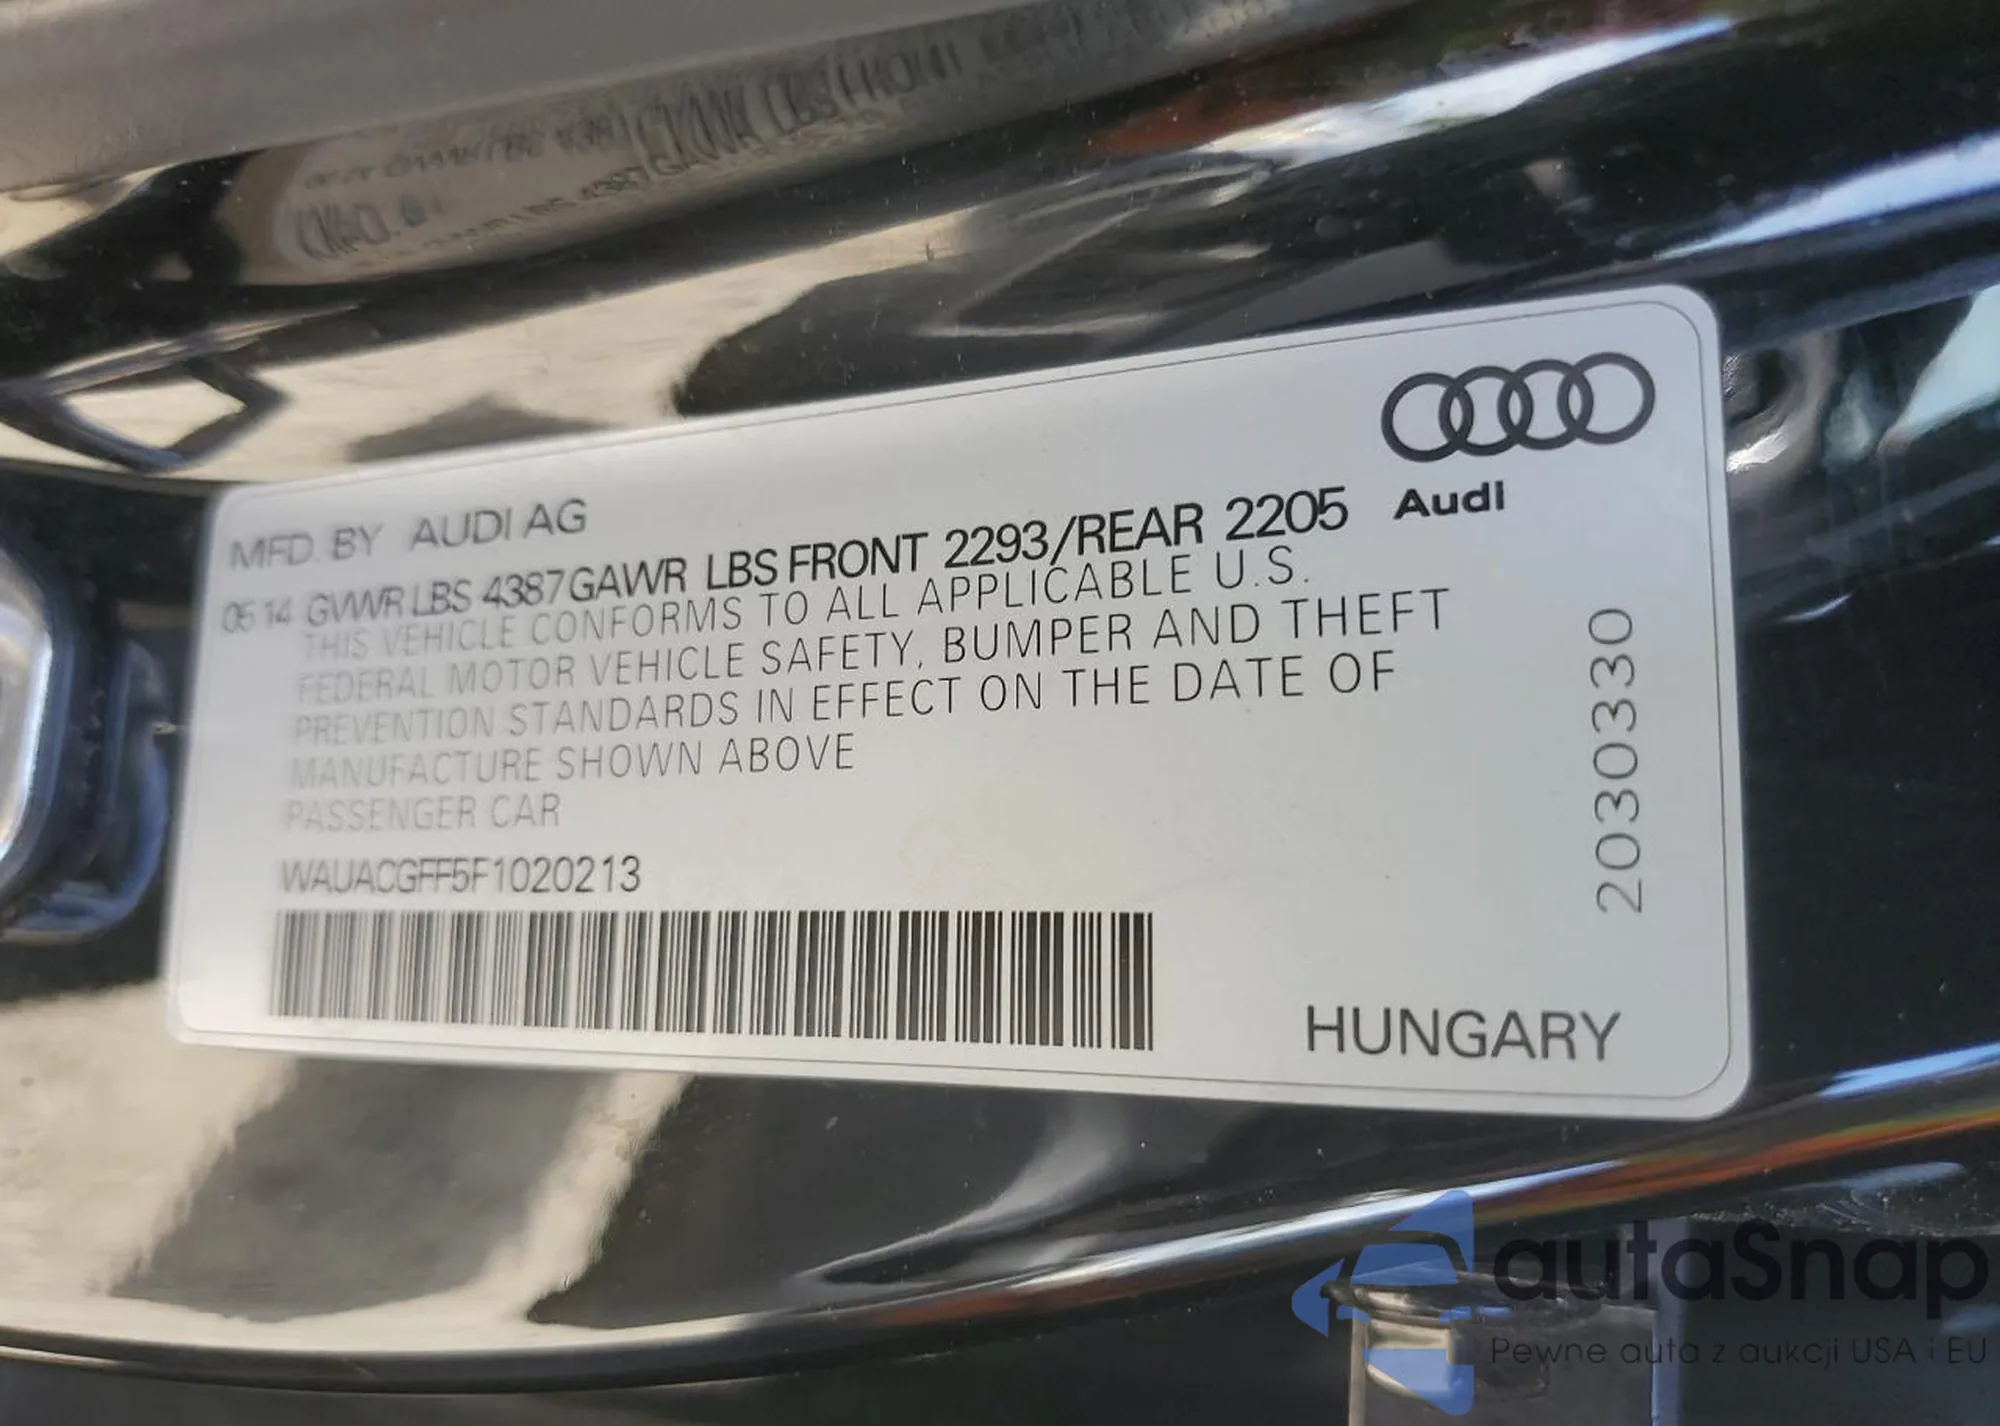 MFD. BY AUDI AG
05 14 GVWR LBS 4387 GAWR LBS FRONT 2293/REAR 2205
THIS VEHICLE CONFORMS TO ALL APPLICABLE U.S.
FEDERAL MOTOR VEHICLE SAFETY, BUMPER AND THEFT
PREVENTION STANDARDS IN EFFECT ON THE DATE OF
MANUFACTURE SHOWN ABOVE
PASSENGER CAR
WAUACGFF5F1020213
Audi
2030330
HUNGARY
autaSnap
Pewne auta z aukcji USA i EU